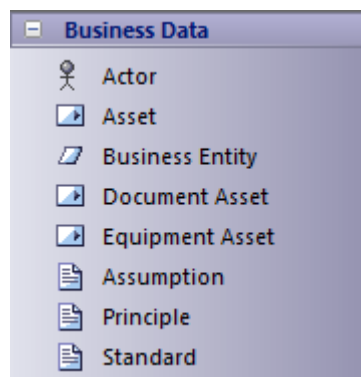 Business Data
Actor
Asset
Business Entity
Document Asset
Equipment Asset
Assumption
Principle
Standard